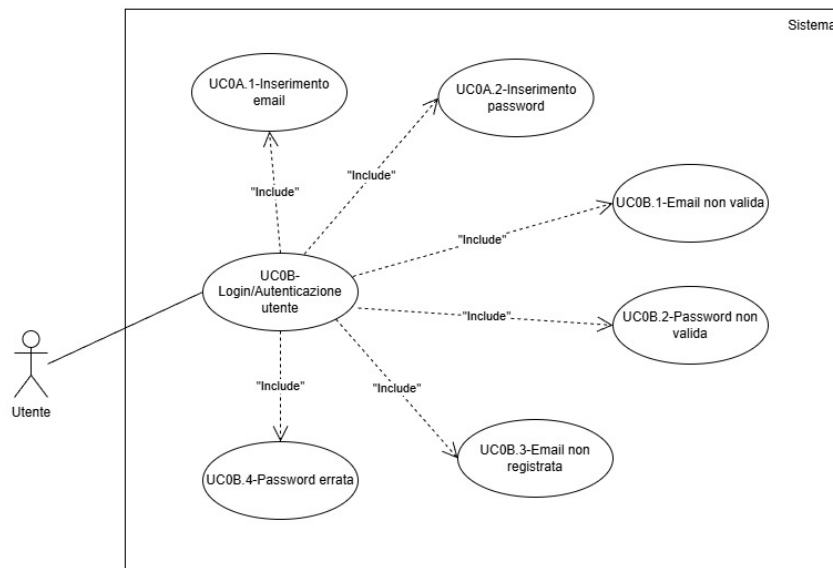 Sistema
UC0A.1-Inserimento
email
UC0A.2-Inserimento
password
"Include"
"Include"
UC0B.1-Email non valida
"Include"
UC0B-
Login/Autenticazione
utente
"Include"
UC0B.2-Password non
valida
Utente
"Include"
"Include"
UC0B.3-Email non
registrata
UC0B.4-Password errata